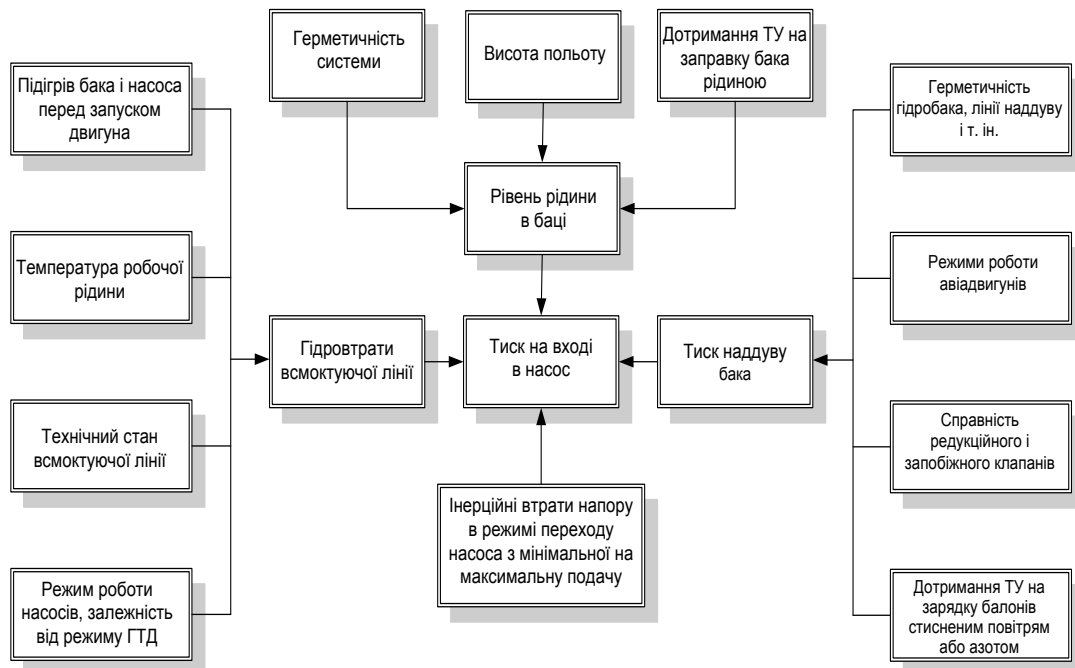 Герметичність
системи
Висота польоту
Дотримання ТУ на
заправку бака
рідиною
Підігрів бака і насоса
перед запуском
двигуна
Герметичність
гідробака, лінії наддуву
і т. ін.
Рівень рідини
в баці
Температура робочої
рідини
Режими роботи
авіадвигунів
Гідровтрати
всмоктуючої лінії
Тиск на вході
в насос
Тиск наддуву
бака
Технічний стан
всмоктуючої лінії
Справність
редукційного і
запобіжного клапанів
Інерційні втрати напору
в режимі переходу
насоса з мінімальної на
максимальну подачу
Режим роботи
насосів, залежність
від режиму ГТД
Дотримання ТУ на
зарядку балонів
стисненим повітрям
або азотом